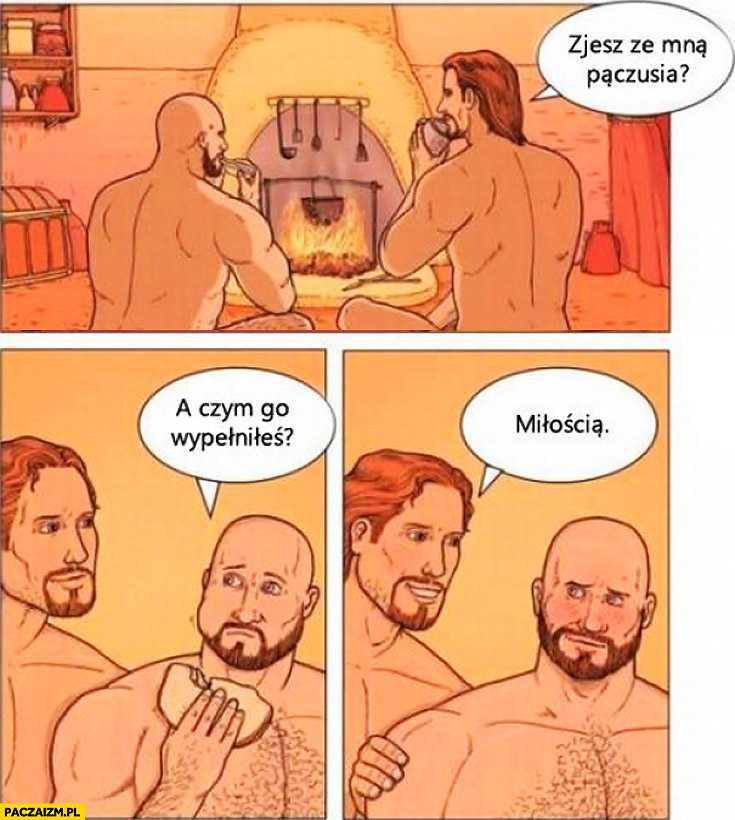 Zjesz ze mną
pączusia?
A czym go
wypełniłeś?
Miłością.
PACZAIZM.PL